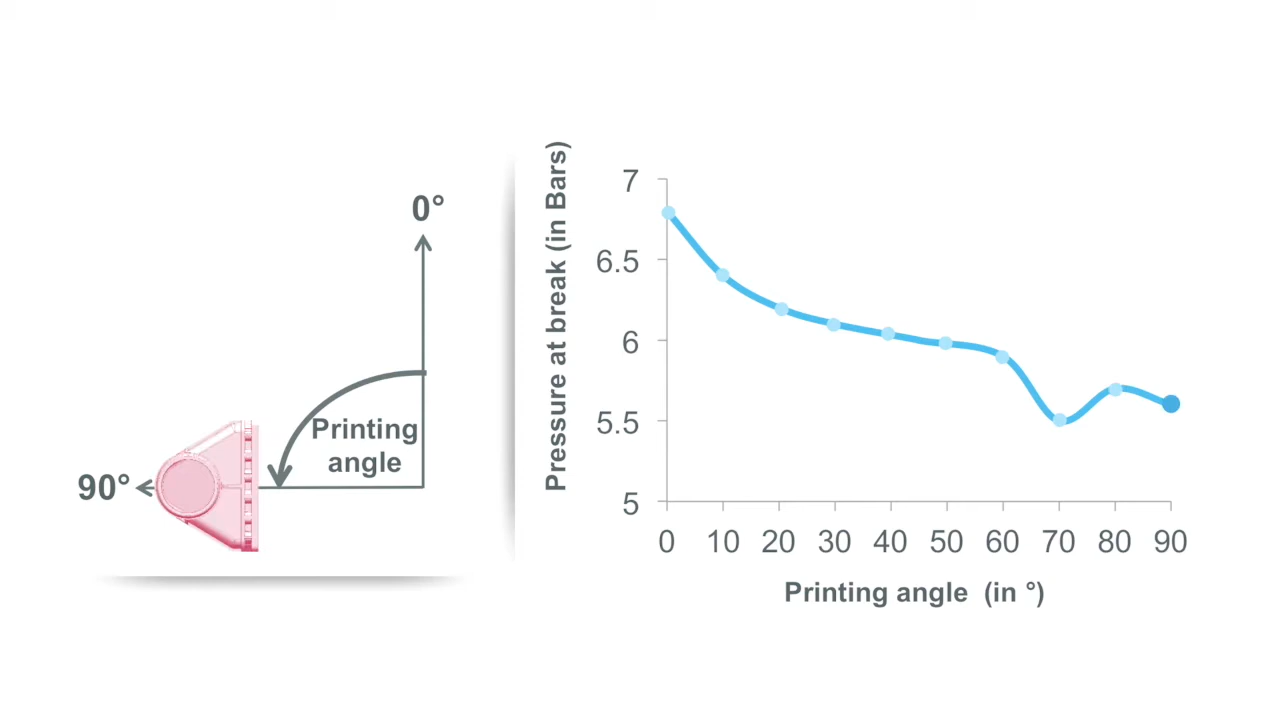 0°
Printing
angle
90°
Pressure at break (in Bars)
7
6.5
6
5.5
5
0 10 20 30 40 50 60 70 80 90
Printing angle (in °)